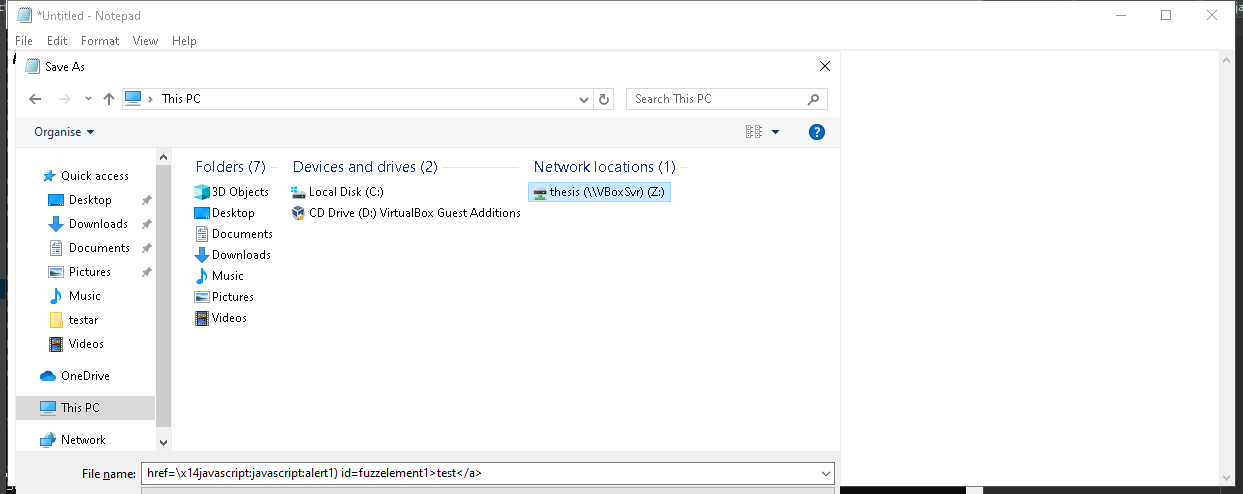 *Untitled - Notepad
File Edit Format View Help
Save As
This PC
Search This PC
Organise
?
Quick access
Desktop
Downloads
Documents
Pictures
Music
testar
Videos
OneDrive
This PC
Network
Folders (7)
3D Objects
Desktop
Documents
Downloads
Music
Pictures
Videos
Devices and drives (2)
Local Disk (C:)
CD Drive (D:) VirtualBox Guest Additions
Network locations (1)
thesis (\\VBoxSvr) (Z:)
File name: href=\x14javascript:javascript:alert1) id=fuzzelement1>test</a>